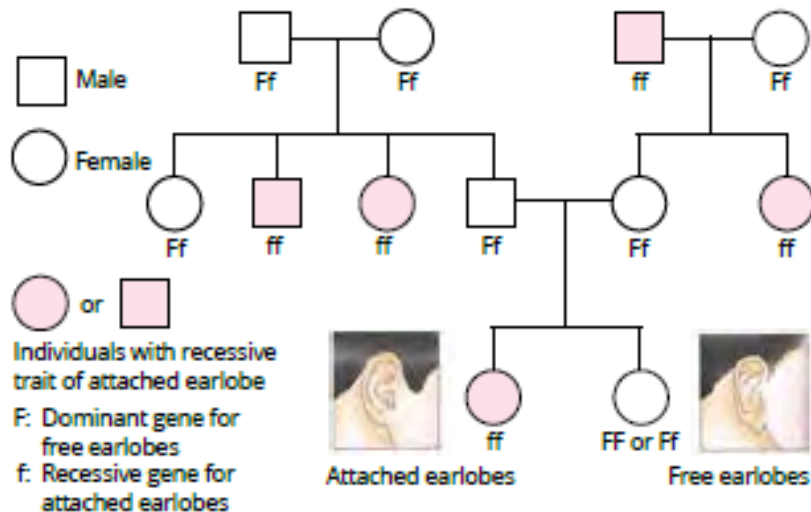 Male
Ff
Ff
ff
Ff
Female
Ff
ff
ff
Ff
Ff
ff
or
Individuals with recessive
trait of attached earlobe
F: Dominant gene for
free earlobes
f: Recessive gene for
attached earlobes
ff
FF or Ff
Attached earlobes
Free earlobes